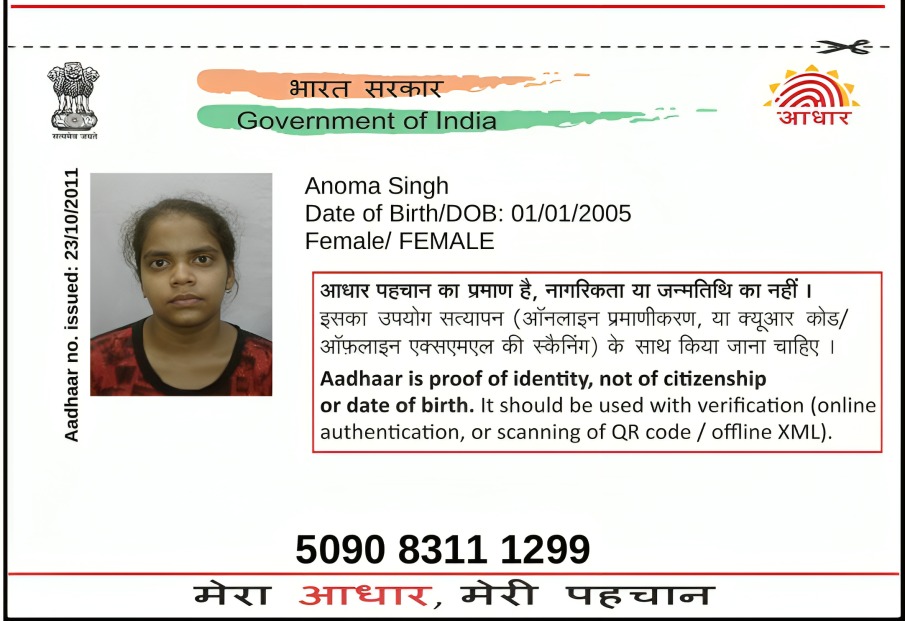 भारत सरकार
Government of India
सत्यमेव जयते
आधार
Aadhaar no. issued: 23/10/2011
Anoma Singh
Date of Birth/DOB: 01/01/2005
Female/ FEMALE
आधार पहचान का प्रमाण है, नागरिकता या जन्मतिथि का नहीं ।
इसका उपयोग सत्यापन (ऑनलाइन प्रमाणीकरण, या क्यूआर कोड/
ऑफ़लाइन एक्सएमएल की स्कैनिंग) के साथ किया जाना चाहिए ।
Aadhaar is proof of identity, not of citizenship
or date of birth. It should be used with verification (online
authentication, or scanning of QR code / offline XML).
5090 8311 1299
मेरा आधार, मेरी पहचान